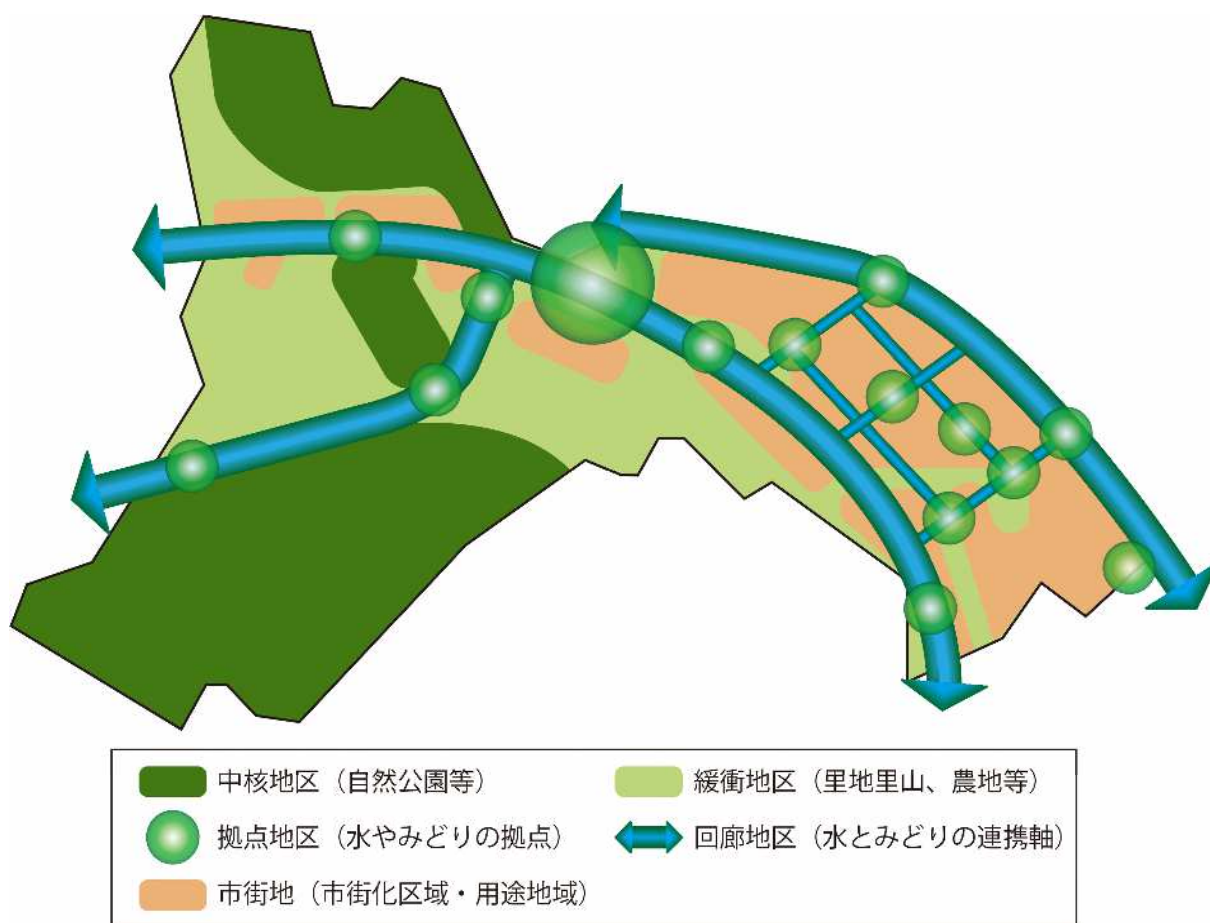 中核地区（自然公園等）
緩衝地区（里地里山、農地等）
拠点地区（水やみどりの拠点）
回廊地区（水とみどりの連携軸）
市街地（市街化区域・用途地域）